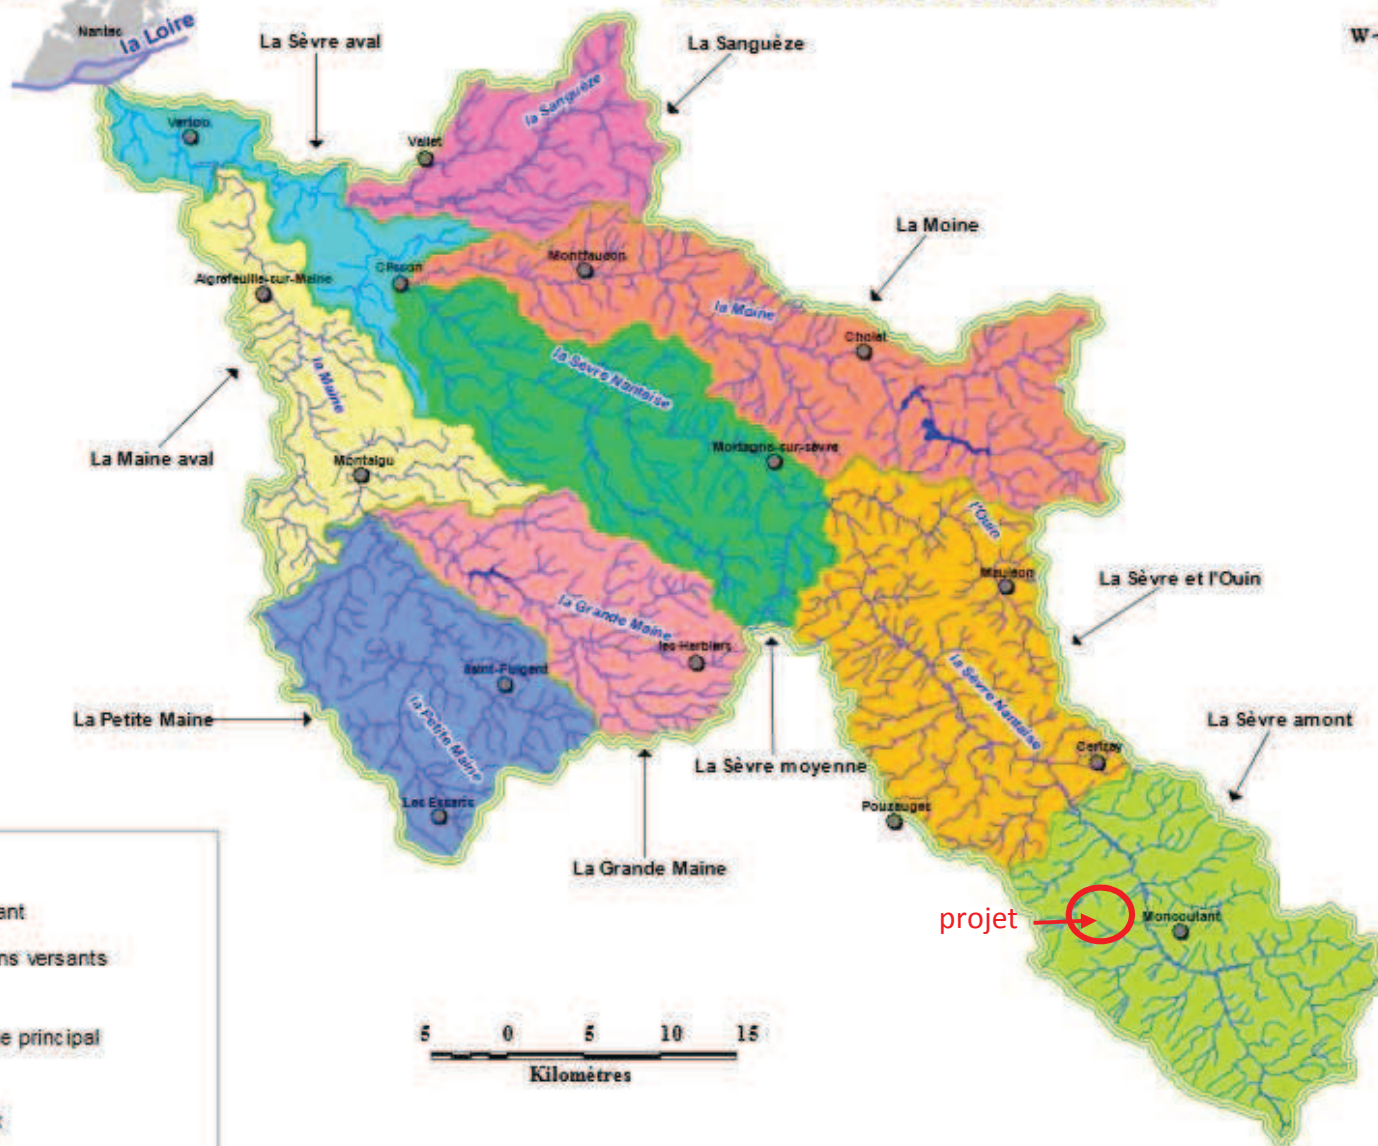 Nantes
la Loire
La Sèvre aval
La Sanguèze
W-
la Sanguèze
Vertou
Vallet
La Moine
Montfaucon
Clisson
Aigrefeuille-sur-Maine
la Moine
Cholet
la Sèvre Nantaise
la Maine
La Maine aval
Mortagne-sur-sèvre
Montaigu
l'Ouin
Mauléon
La Sèvre et l'Ouin
la Grande Maine
les Herbiers
Saint-Fulgent
la Sèvre Nantaise
La Petite Maine
la Petite Maine
La Sèvre amont
Cerizay
La Sèvre moyenne
Les Essarts
Pouzauges
La Grande Maine
projet
Moncoutant
ant
ns versants
e principal
5 0 5 10 15
Kilomètres